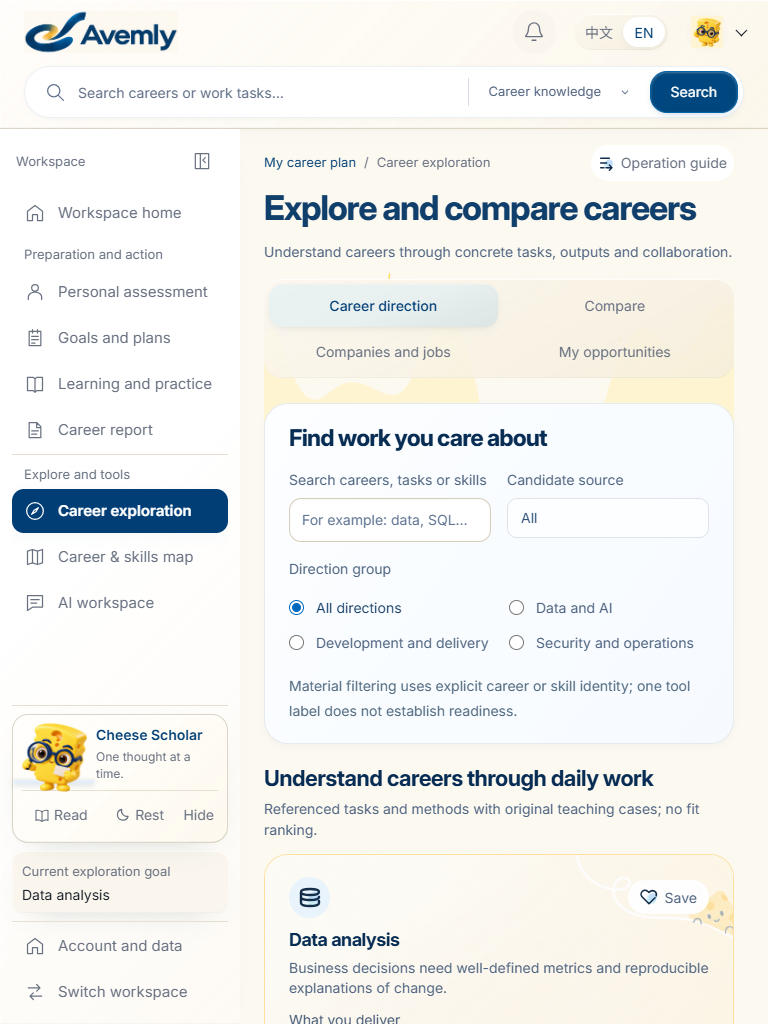 Avemly
中文
EN
Search careers or work tasks...
Career knowledge
Search
Workspace
Workspace home
Preparation and action
Personal assessment
Goals and plans
Learning and practice
Career report
Explore and tools
Career exploration
Career & skills map
AI workspace
Cheese Scholar
One thought at a
time.
Read
Rest
Hide
Current exploration goal
Data analysis
Account and data
Switch workspace
My career plan / Career exploration
Operation guide
Explore and compare careers
Understand careers through concrete tasks, outputs and collaboration.
Career direction
Compare
Companies and jobs
My opportunities
Find work you care about
Search careers, tasks or skills
For example: data, SQL...
Candidate source
All
Direction group
All directions
Data and AI
Development and delivery
Security and operations
Material filtering uses explicit career or skill identity; one tool
label does not establish readiness.
Understand careers through daily work
Referenced tasks and methods with original teaching cases; no fit
ranking.
Save
Data analysis
Business decisions need well-defined metrics and reproducible
explanations of change.
What you deliver